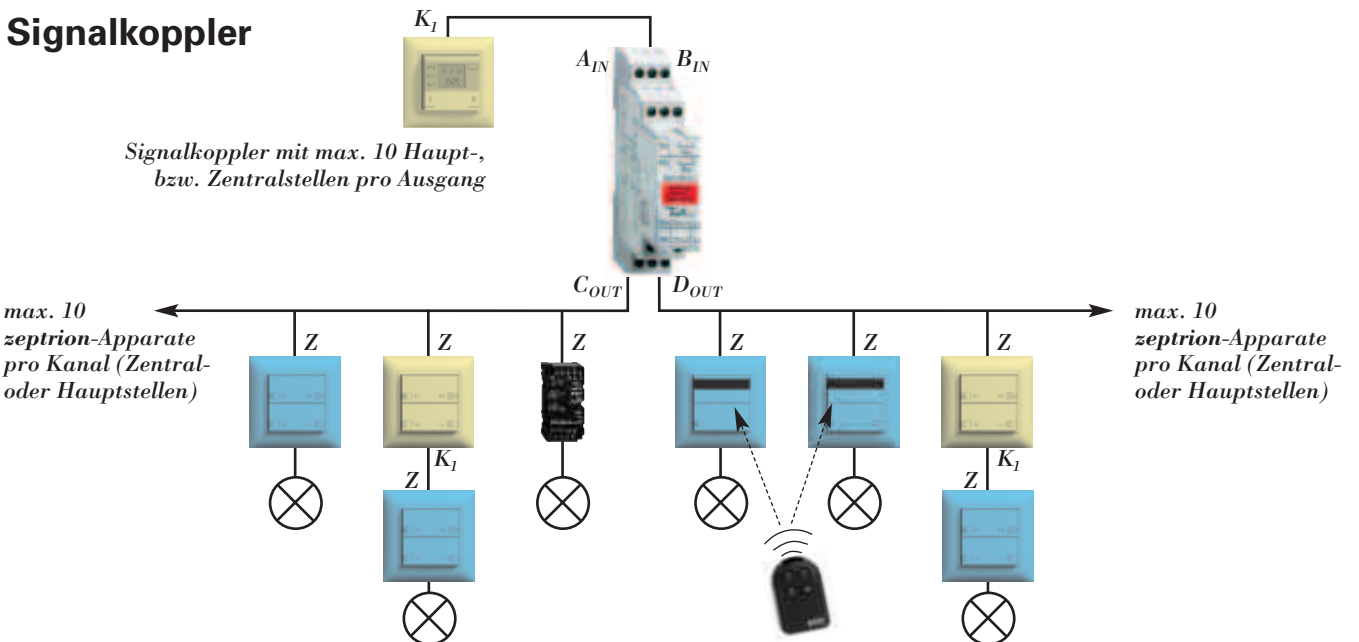 Signalkoppler
K1
AIN
BIN
Signalkoppler mit max. 10 Haupt-,
bzw. Zentralstellen pro Ausgang
COUT
DOUT
max. 10
zeptrion-Apparate
pro Kanal (Zentral-
oder Hauptstellen)
max. 10
zeptrion-Apparate
pro Kanal (Zentral-
oder Hauptstellen)
Z
Z
Z
Z
Z
Z
K1
Z
K1
Z